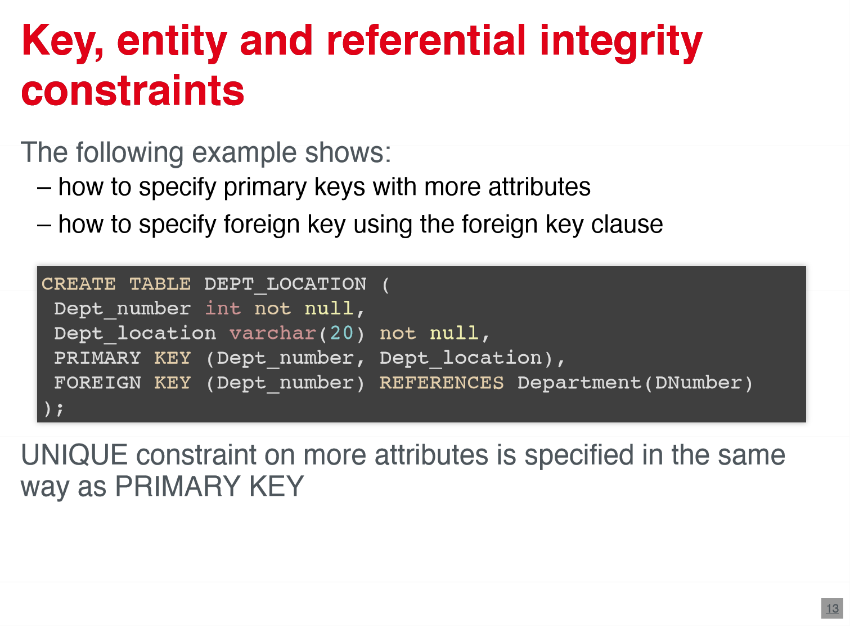 Key, entity and referential integrity
constraints
The following example shows:
– how to specify primary keys with more attributes
– how to specify foreign key using the foreign key clause
CREATE TABLE DEPT_LOCATION (
Dept_number int not null,
Dept_location varchar(20) not null,
PRIMARY KEY (Dept_number, Dept_location),
FOREIGN KEY (Dept_number) REFERENCES Department(DNumber)
);
UNIQUE constraint on more attributes is specified in the same
way as PRIMARY KEY
13